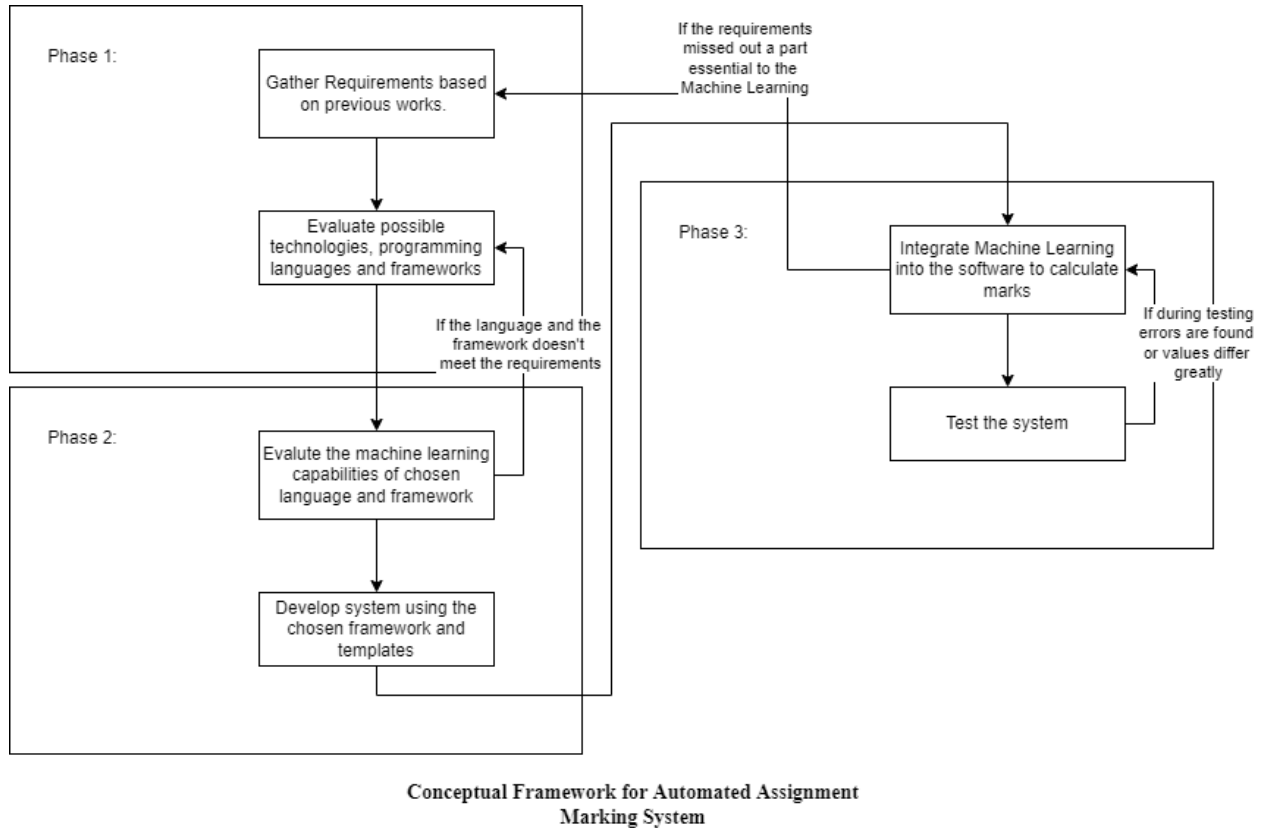 Phase 1:
Gather Requirements based
on previous works.
Evaluate possible
technologies, programming
languages and frameworks
If the language and the
framework doesn't
meet the requirements
Phase 2:
Evalute the machine learning
capabilities of chosen
language and framework
Develop system using the
chosen framework and
templates
If the requirements
missed out a part
essential to the
Machine Learning
Phase 3:
Integrate Machine Learning
into the software to calculate
marks
If during testing
errors are found
or values differ
greatly
Test the system
Conceptual Framework for Automated Assignment
Marking System